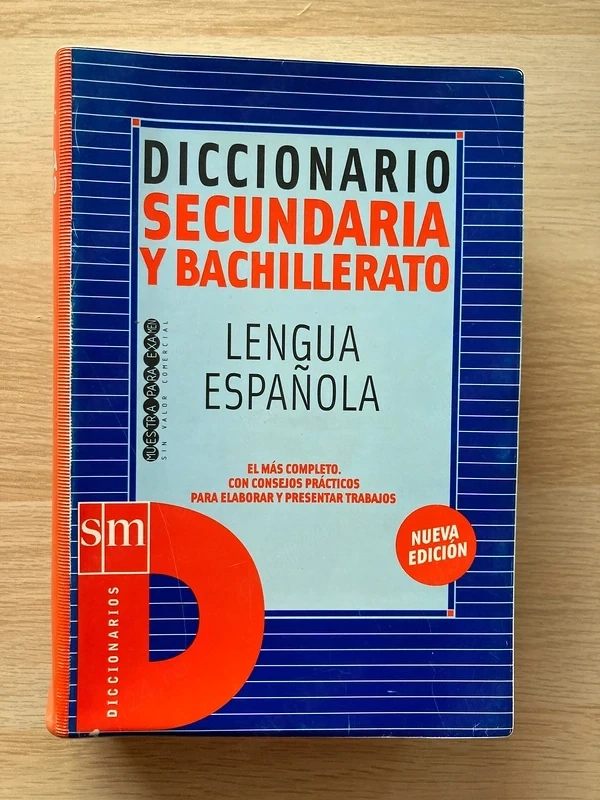 DICCIONARIO
SECUNDARIA
Y BACHILLERATO
LENGUA
ESPAÑOLA
MUESTRA PARA EXAMEN
SIN VALOR COMERCIAL
EL MÁS COMPLETO.
CON CONSEJOS PRÁCTICOS
PARA ELABORAR Y PRESENTAR TRABAJOS
NUEVA
EDICIÓN
sm
DICCIONARIOS